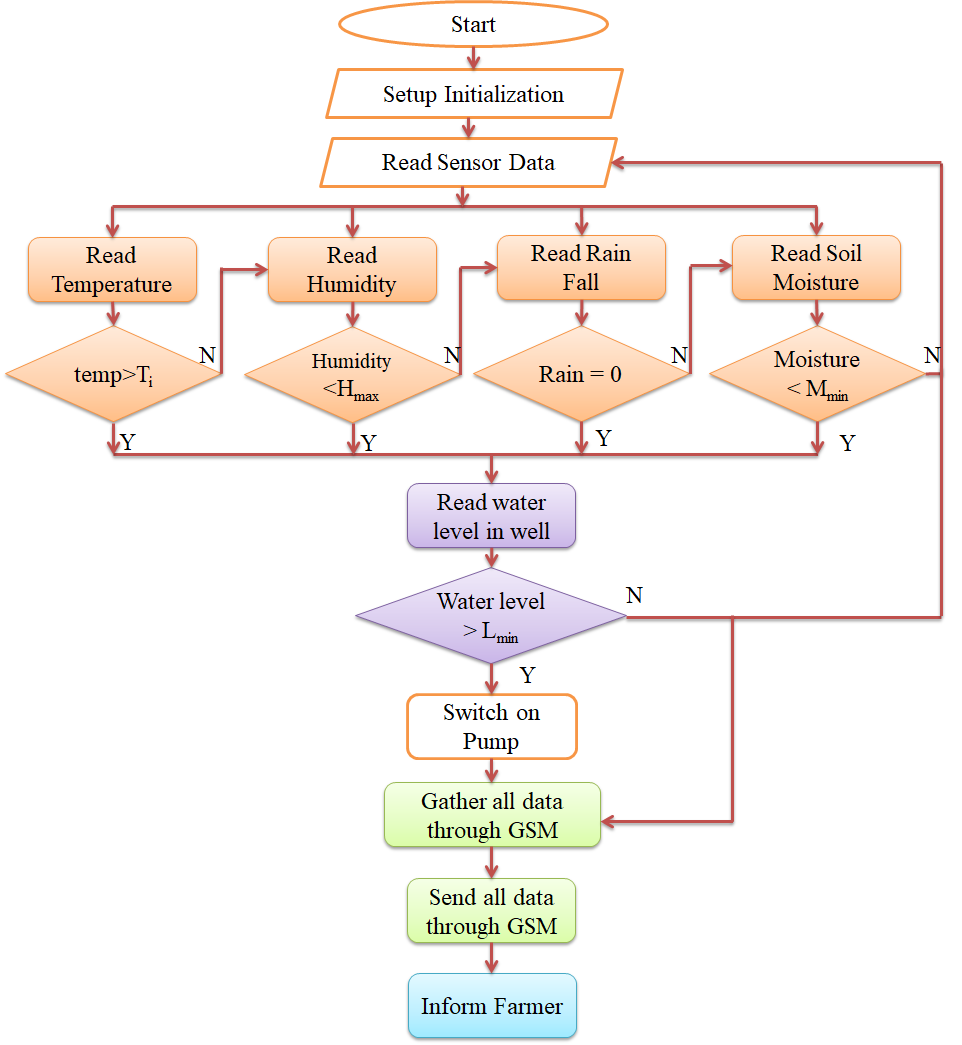 Start
Setup Initialization
Read Sensor Data
Read
Temperature
Read
Humidity
Read Rain
Fall
Read Soil
Moisture
temp>Ti
N
Humidity
<Hmax
N
Rain = 0
N
Moisture
< Mmin
N
Y
Y
Y
Y
Read water
level in well
Water level
> Lmin
N
Y
Switch on
Pump
Gather all data
through GSM
Send all data
through GSM
Inform Farmer